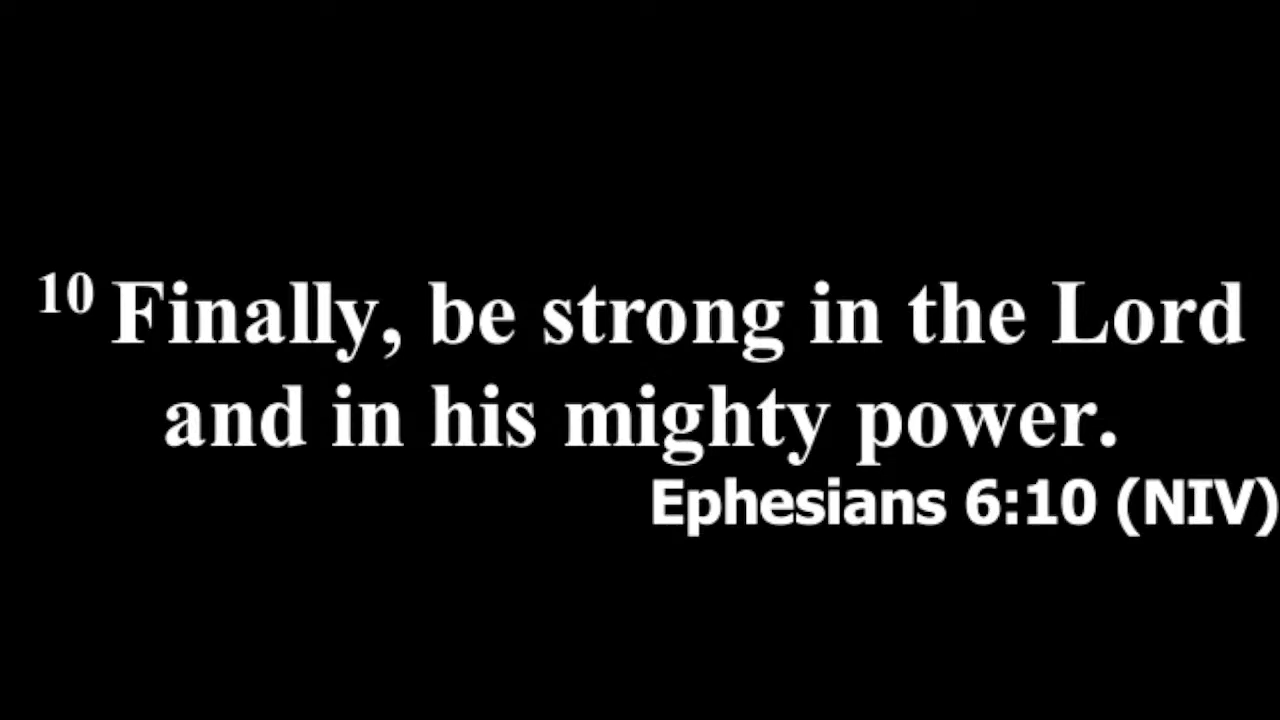 10 Finally, be strong in the Lord
and in his mighty power.
Ephesians 6:10 (NIV)